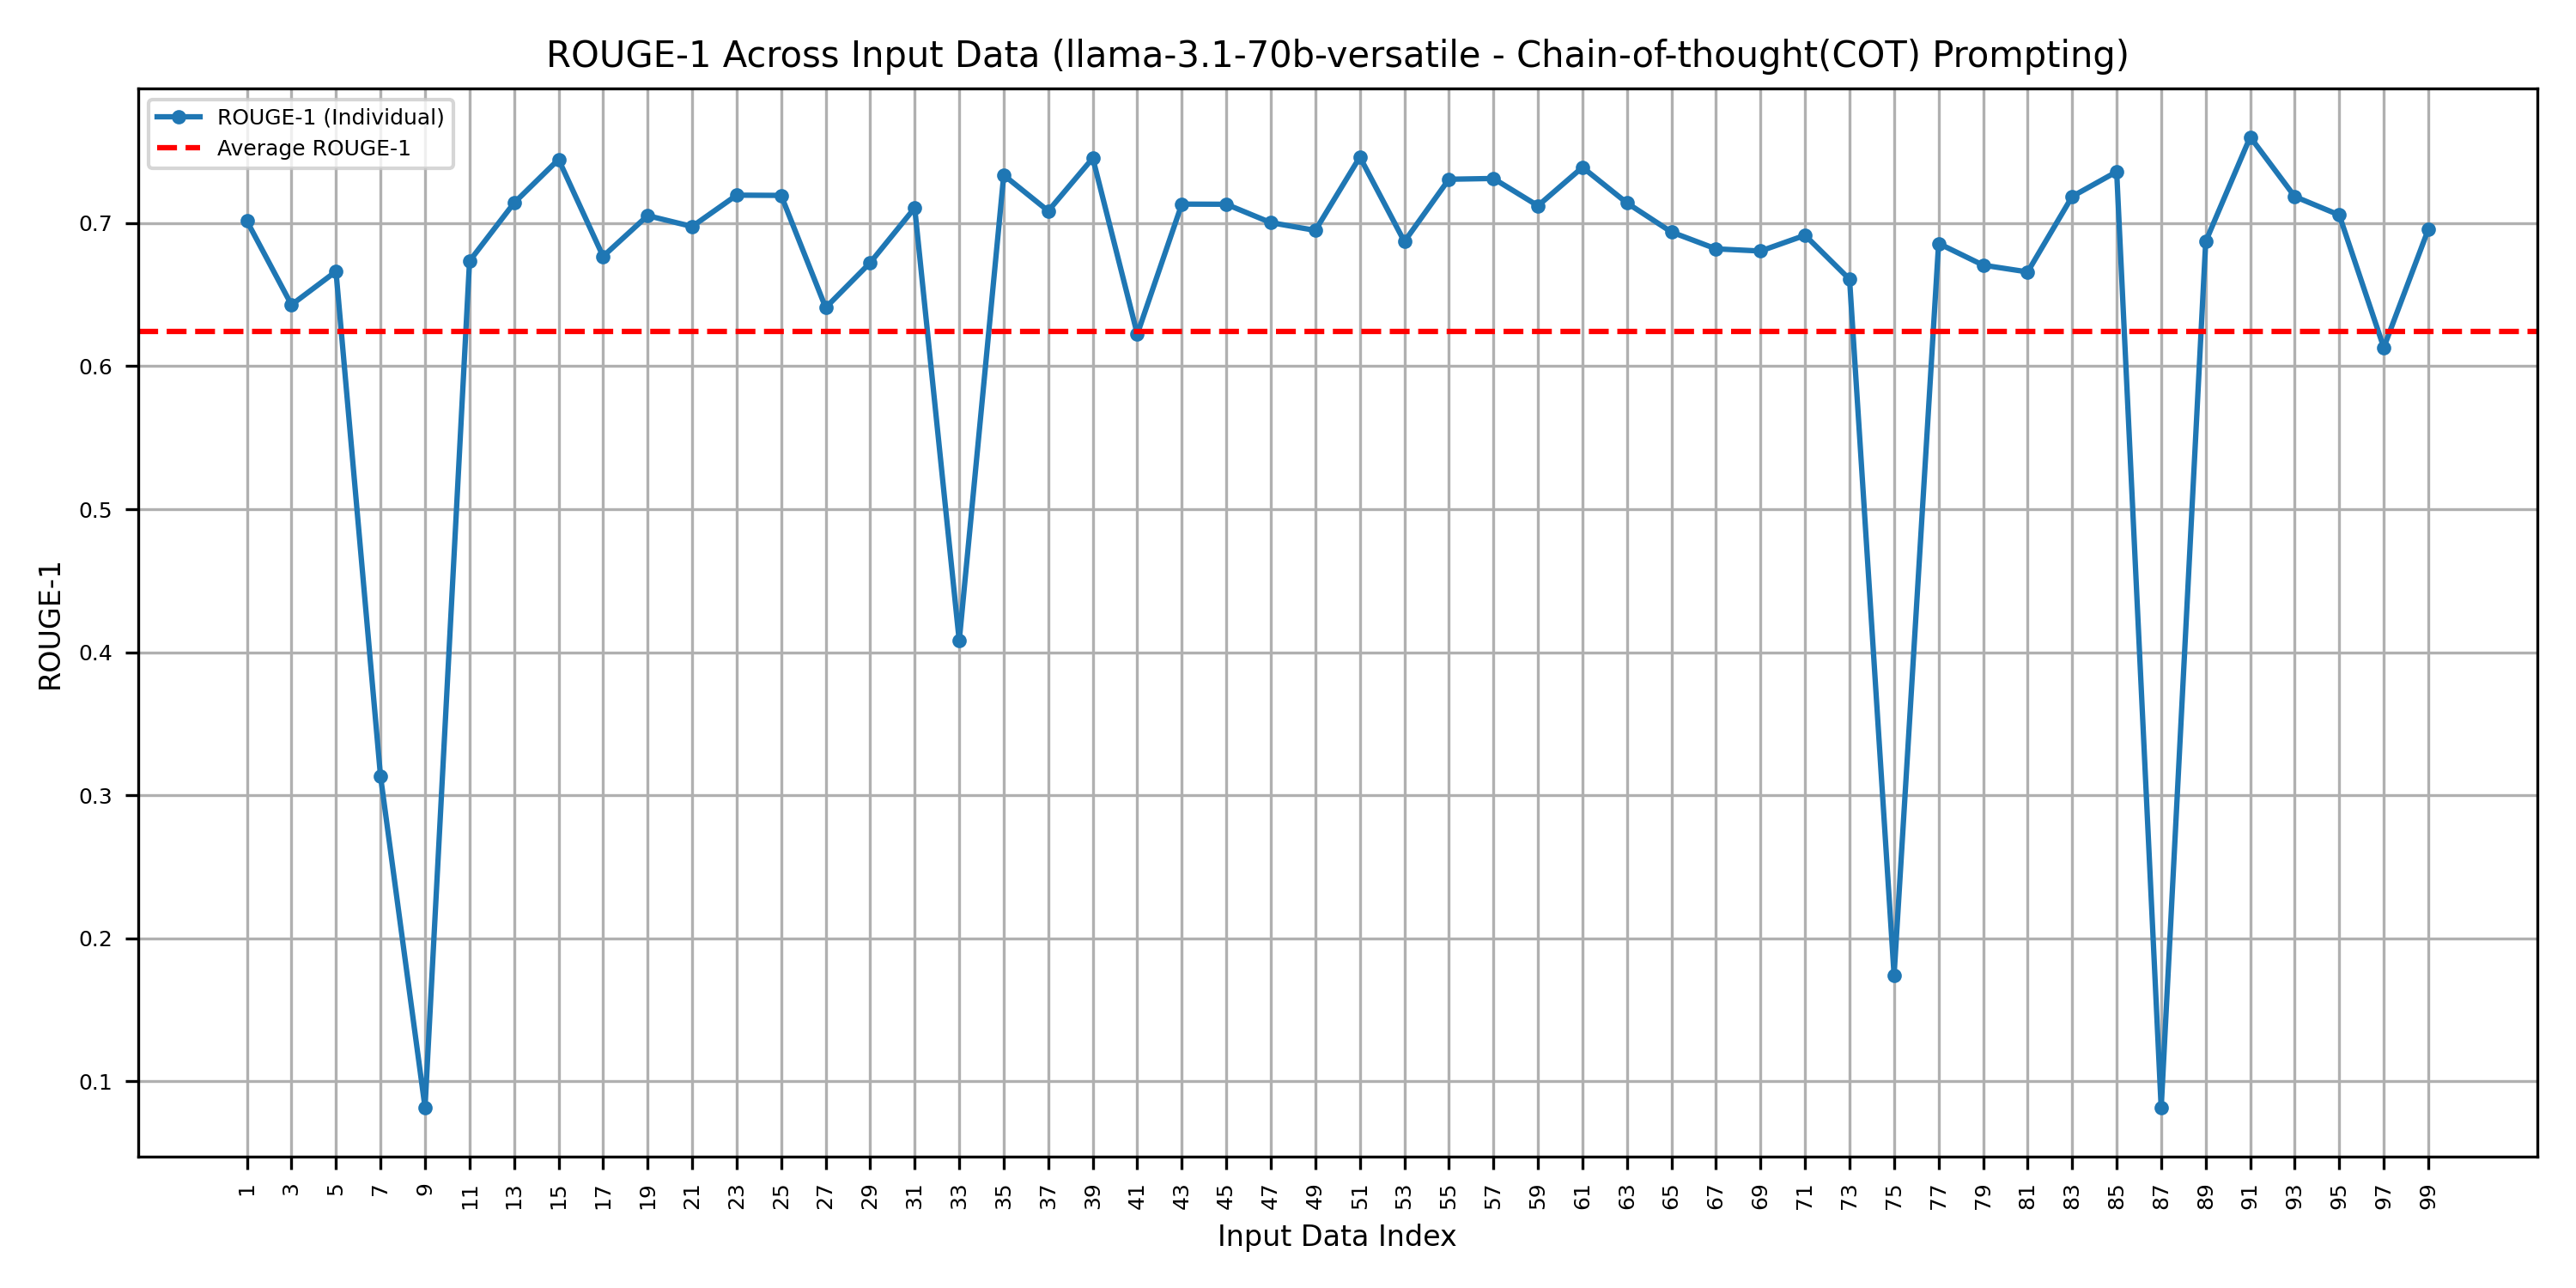 ROUGE-1 Across Input Data (llama-3.1-70b-versatile - Chain-of-thought(COT) Prompting)
ROUGE-1 (Individual)
Average ROUGE-1
ROUGE-1
0.7
0.6
0.5
0.4
0.3
0.2
0.1
1 3 5 7 9 11 13 15 17 19 21 23 25 27 29 31 33 35 37 39 41 43 45 47 49 51 53 55 57 59 61 63 65 67 69 71 73 75 77 79 81 83 85 87 89 91 93 95 97 99
Input Data Index